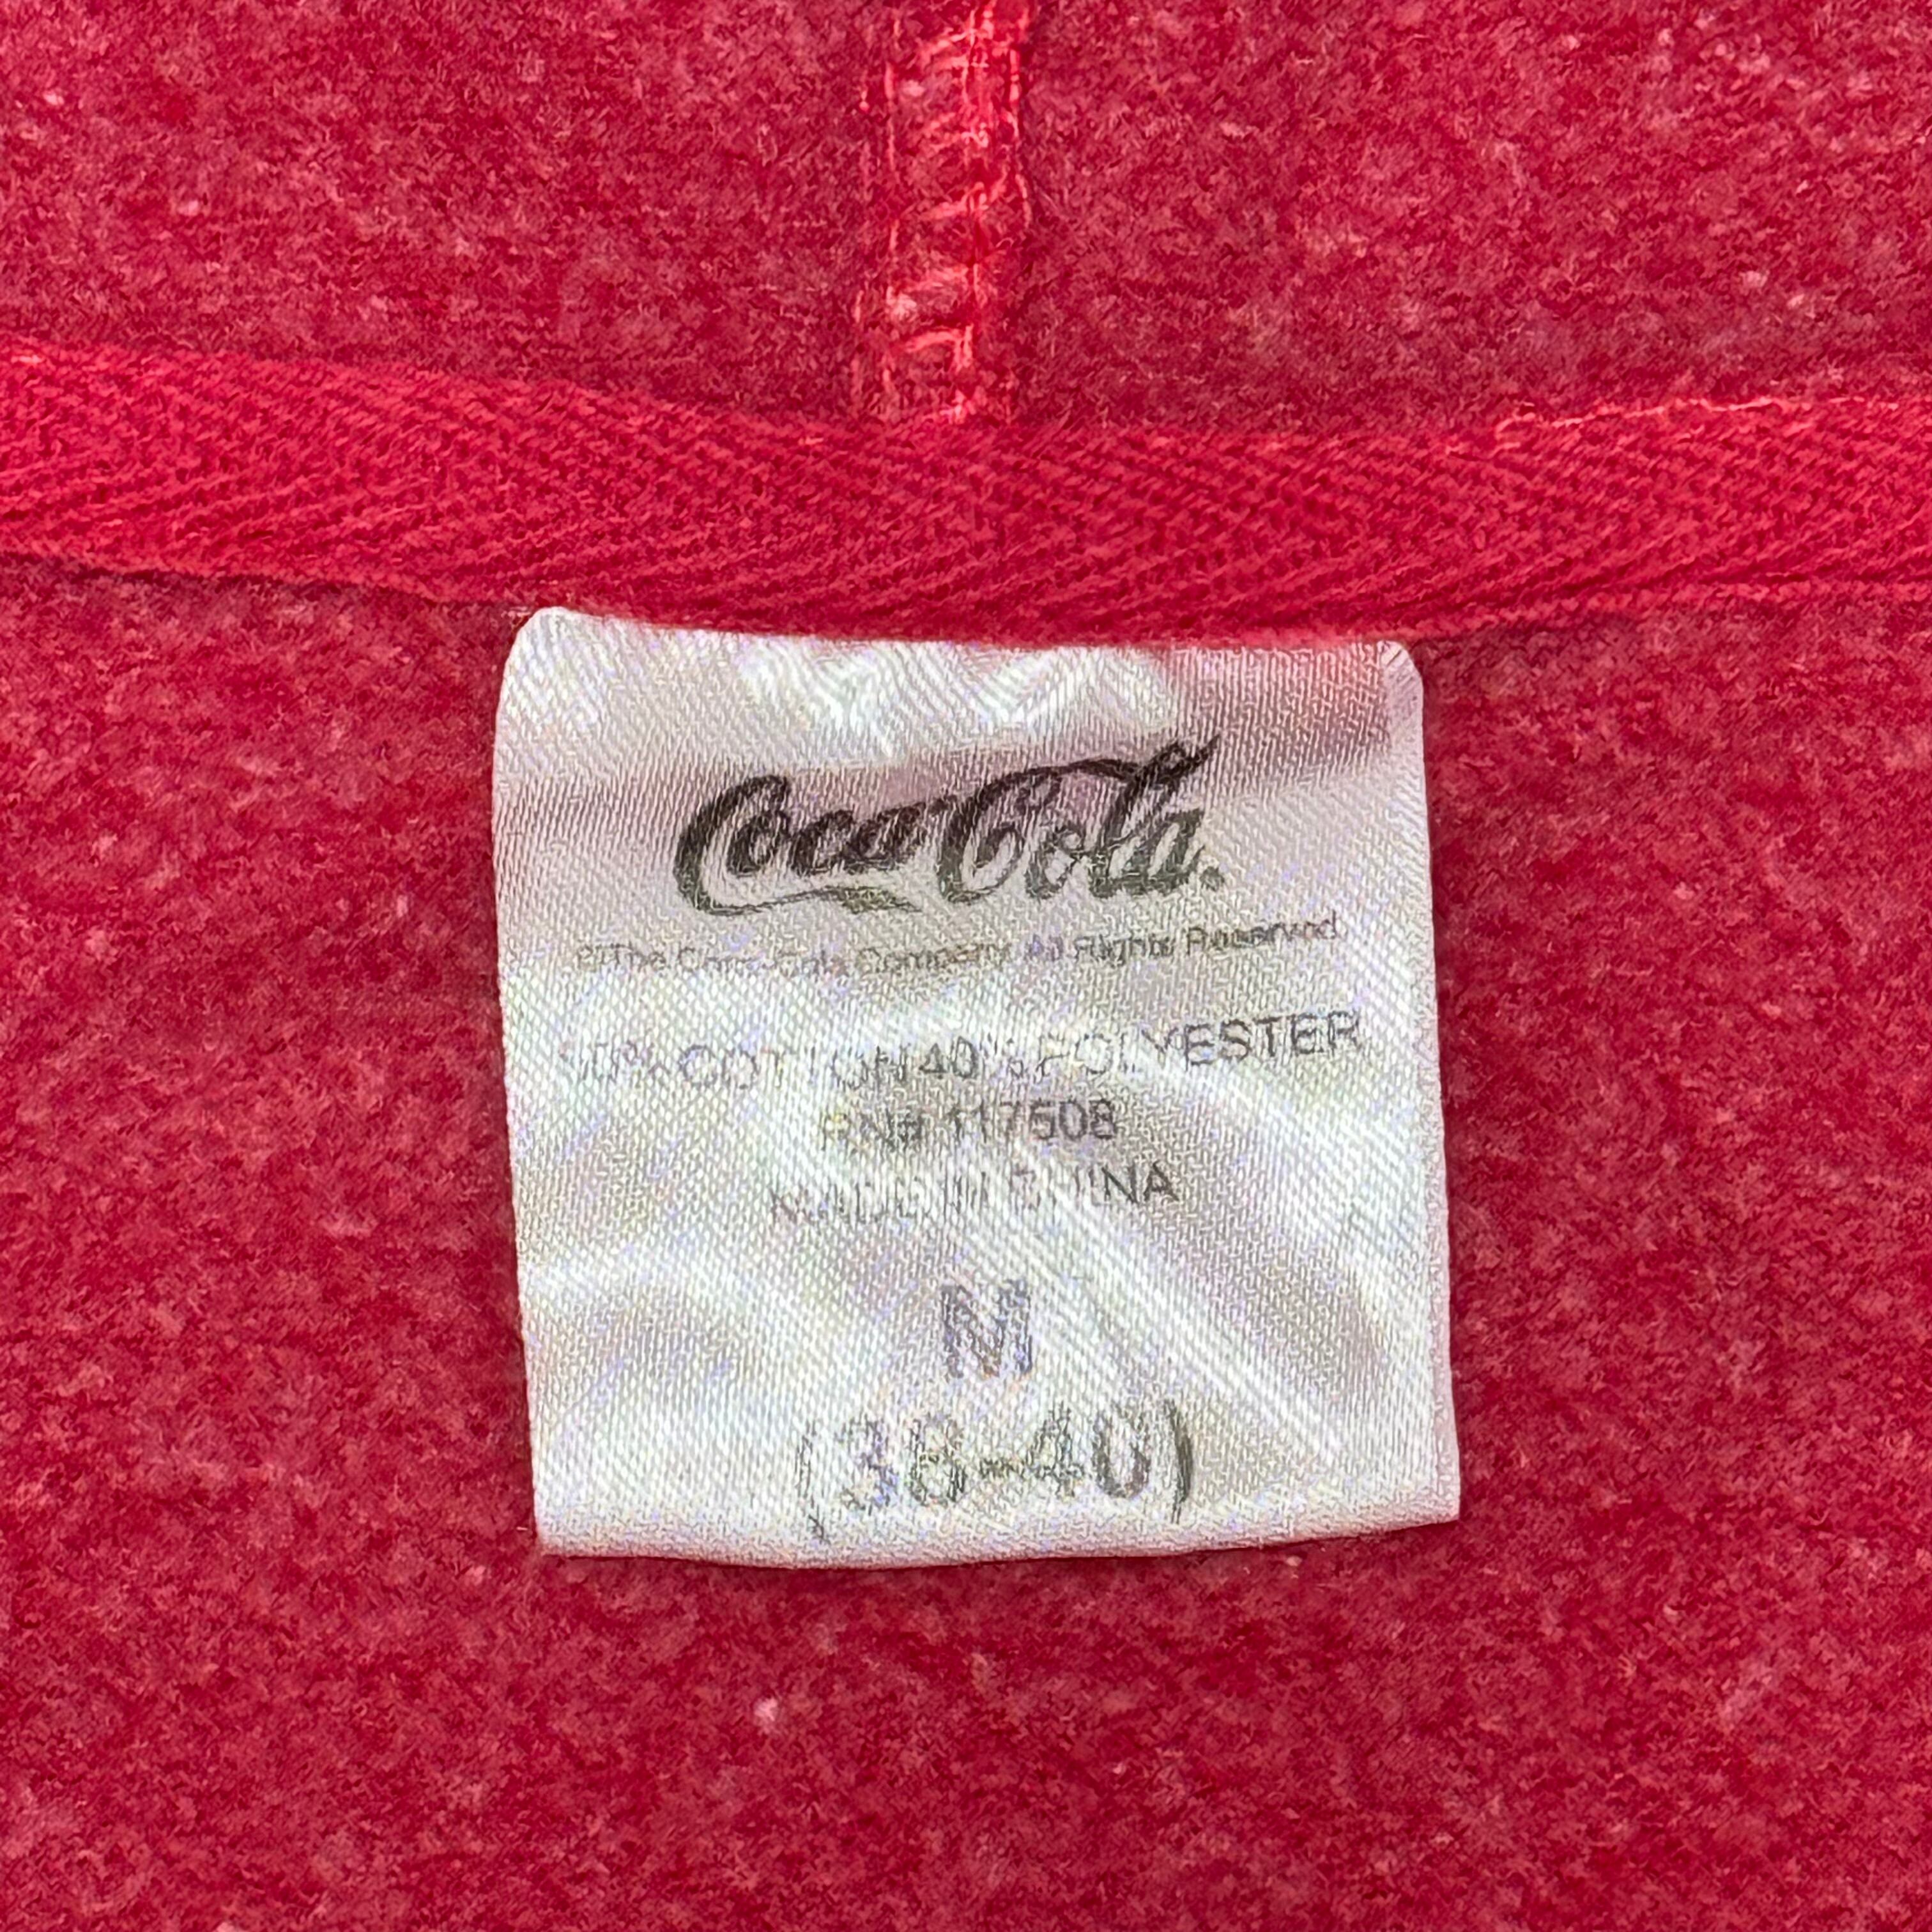 Coca-Cola
©The Coca-Cola Company. All Rights Reserved.
60% COTTON 40% POLYESTER
RN# 117508
MADE IN CHINA
M
(38-40)